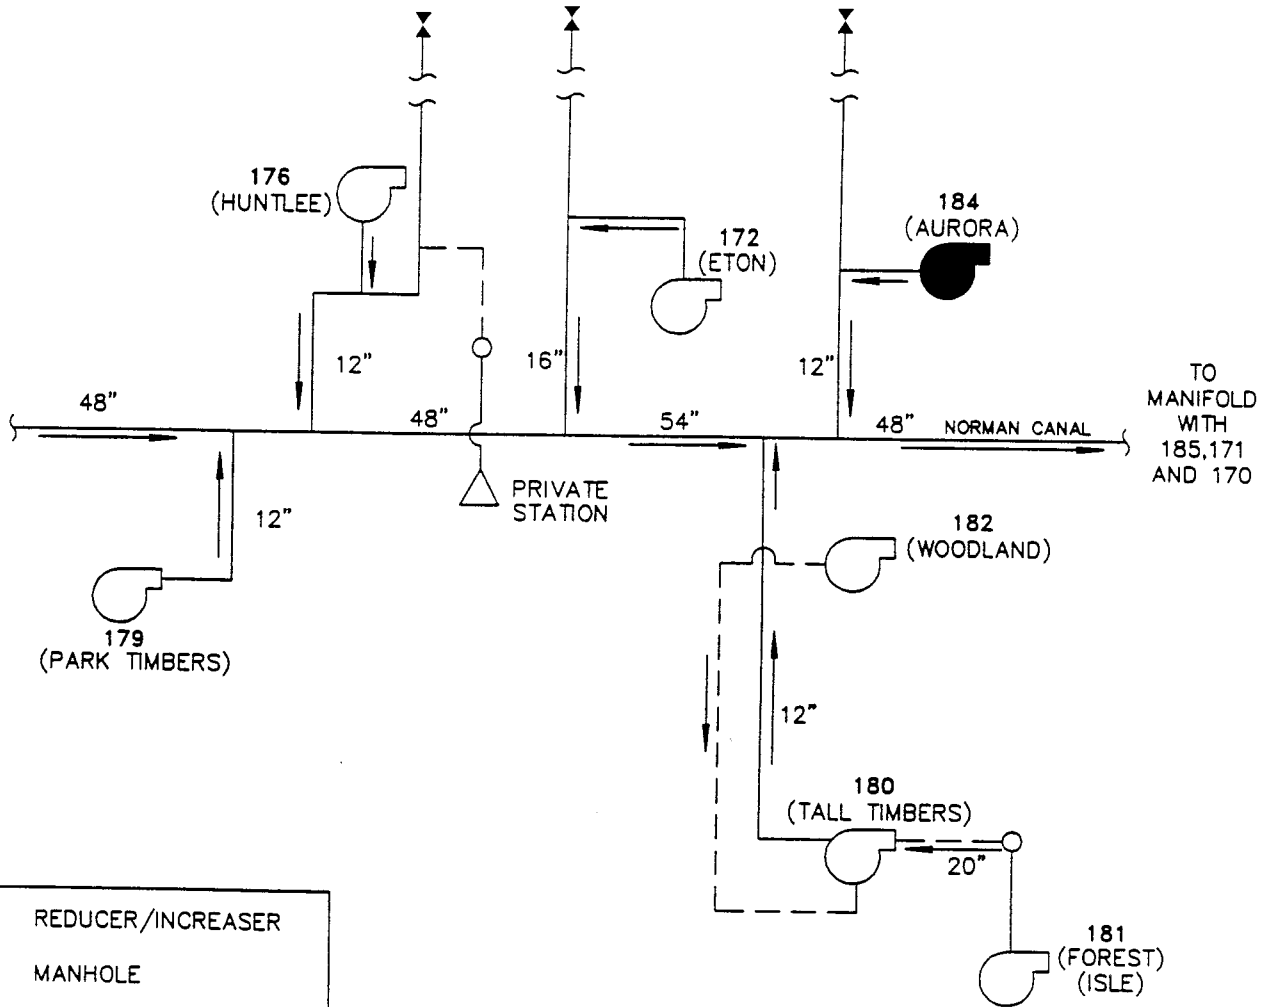 176
(HUNTLEE)
184
(AURORA)
172
(ETON)
12"
16"
12"
TO
MANIFOLD
WITH
185,171
AND 170
48"
48"
54"
48"
NORMAN CANAL
PRIVATE
STATION
12"
182
(WOODLAND)
179
(PARK TIMBERS)
12"
180
(TALL TIMBERS)
20"
REDUCER/INCREASER
MANHOLE
181
(FOREST)
(ISLE)